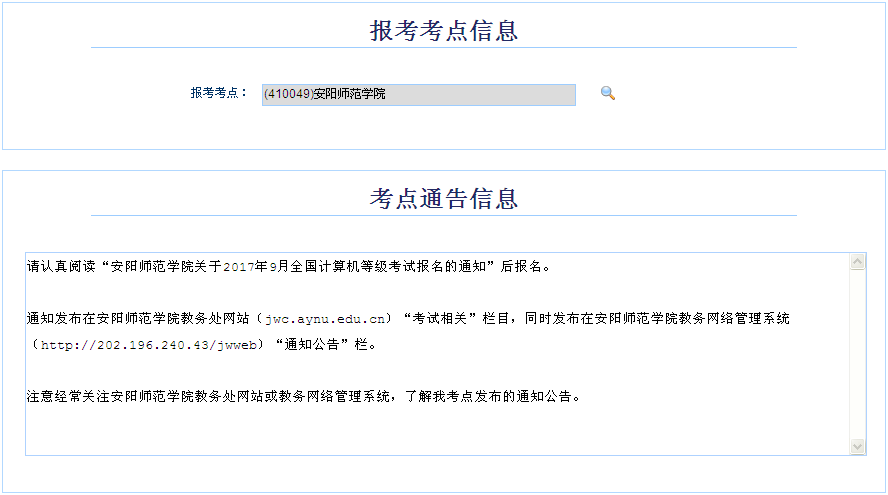 报考考点信息
报考考点：
(410049)安阳师范学院
考点通告信息
请认真阅读“安阳师范学院关于2017年9月全国计算机等级考试报名的通知”后报名。
通知发布在安阳师范学院教务处网站（jwc.aynu.edu.cn）“考试相关”栏目，同时发布在安阳师范学院教务网络管理系统
（http://202.196.240.43/jwweb）“通知公告”栏。
注意经常关注安阳师范学院教务处网站或教务网络管理系统，了解我考点发布的通知公告。